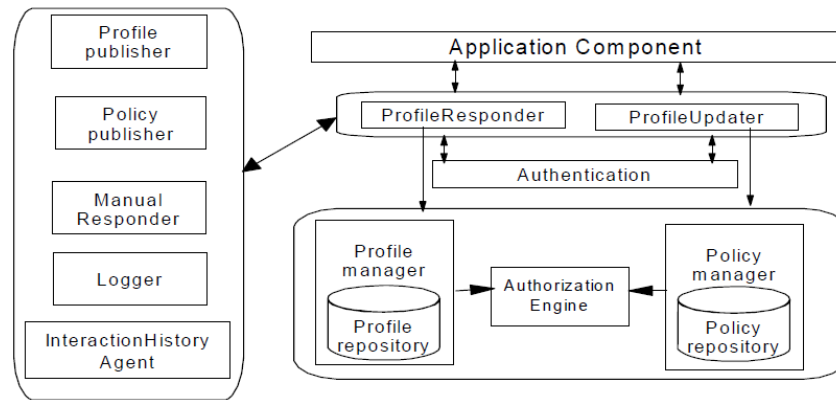 Profile
publisher
Policy
publisher
Manual
Responder
Logger
InteractionHistory
Agent
Application Component
ProfileResponder
ProfileUpdater
Authentication
Profile
manager
Profile
repository
Authorization
Engine
Policy
manager
Policy
repository